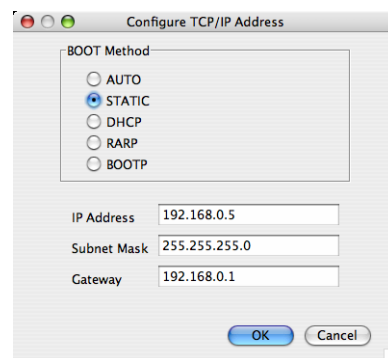 Configure TCP/IP Address
BOOT Method
AUTO
STATIC
DHCP
RARP
BOOTP
IP Address 192.168.0.5
Subnet Mask 255.255.255.0
Gateway 192.168.0.1
OK Cancel